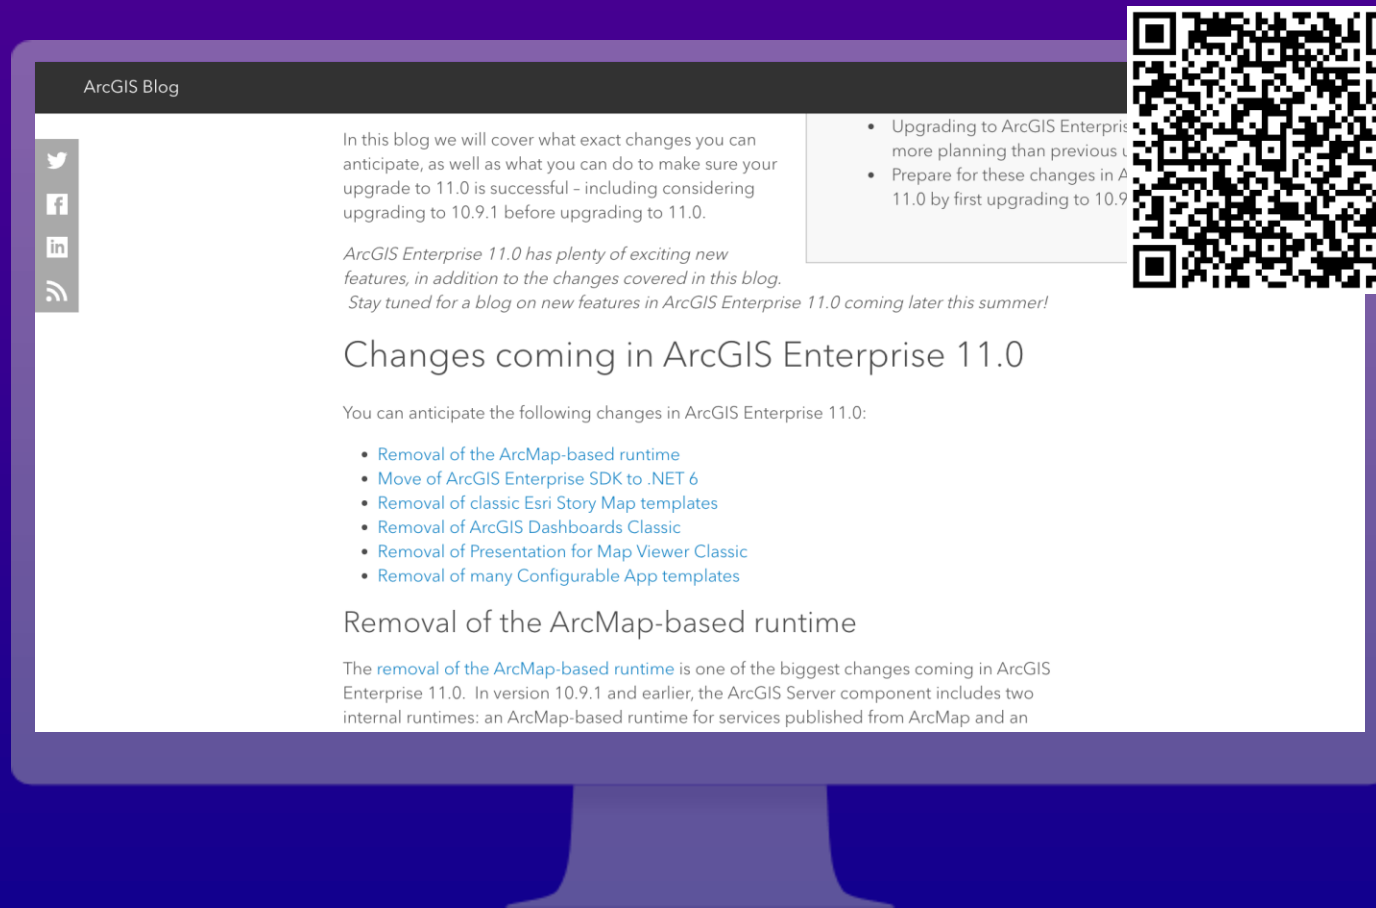 ArcGIS Blog
In this blog we will cover what exact changes you can
anticipate, as well as what you can do to make sure your
upgrade to 11.0 is successful – including considering
upgrading to 10.9.1 before upgrading to 11.0.
• Upgrading to ArcGIS
more planning than previous
• Prepare for these changes in
11.0 by first upgrading to
ArcGIS Enterprise 11.0 has plenty of exciting new
features, in addition to the changes covered in this blog.
Stay tuned for a blog on new features in ArcGIS Enterprise 11.0 coming later this summer!
Changes coming in ArcGIS Enterprise 11.0
You can anticipate the following changes in ArcGIS Enterprise 11.0:
• Removal of the ArcMap-based runtime
• Move of ArcGIS Enterprise SDK to .NET 6
• Removal of classic Esri Story Map templates
• Removal of ArcGIS Dashboards Classic
• Removal of Presentation for Map Viewer Classic
• Removal of many Configurable App templates
Removal of the ArcMap-based runtime
The removal of the ArcMap-based runtime is one of the biggest changes coming in ArcGIS
Enterprise 11.0. In version 10.9.1 and earlier, the ArcGIS Server component includes two
internal runtimes: an ArcMap-based runtime for services published from ArcMap and an